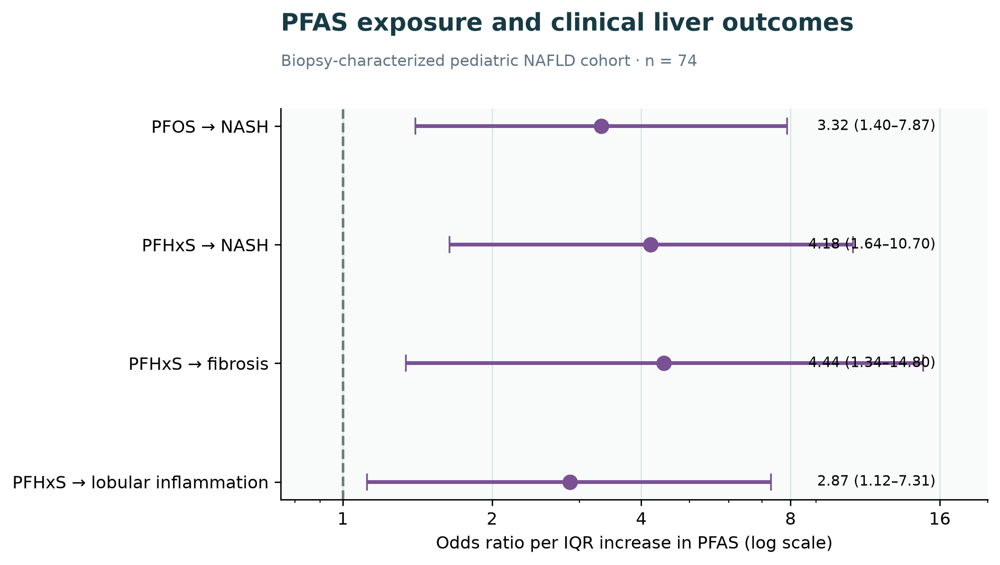 PFAS exposure and clinical liver outcomes
Biopsy-characterized pediatric NAFLD cohort · n = 74
PFOS → NASH
3.32 (1.40–7.87)
PFHxS → NASH
4.18 (1.64–10.70)
PFHxS → fibrosis
4.44 (1.34–14.80)
PFHxS → lobular inflammation
2.87 (1.12–7.31)
1 2 4 8 16
Odds ratio per IQR increase in PFAS (log scale)